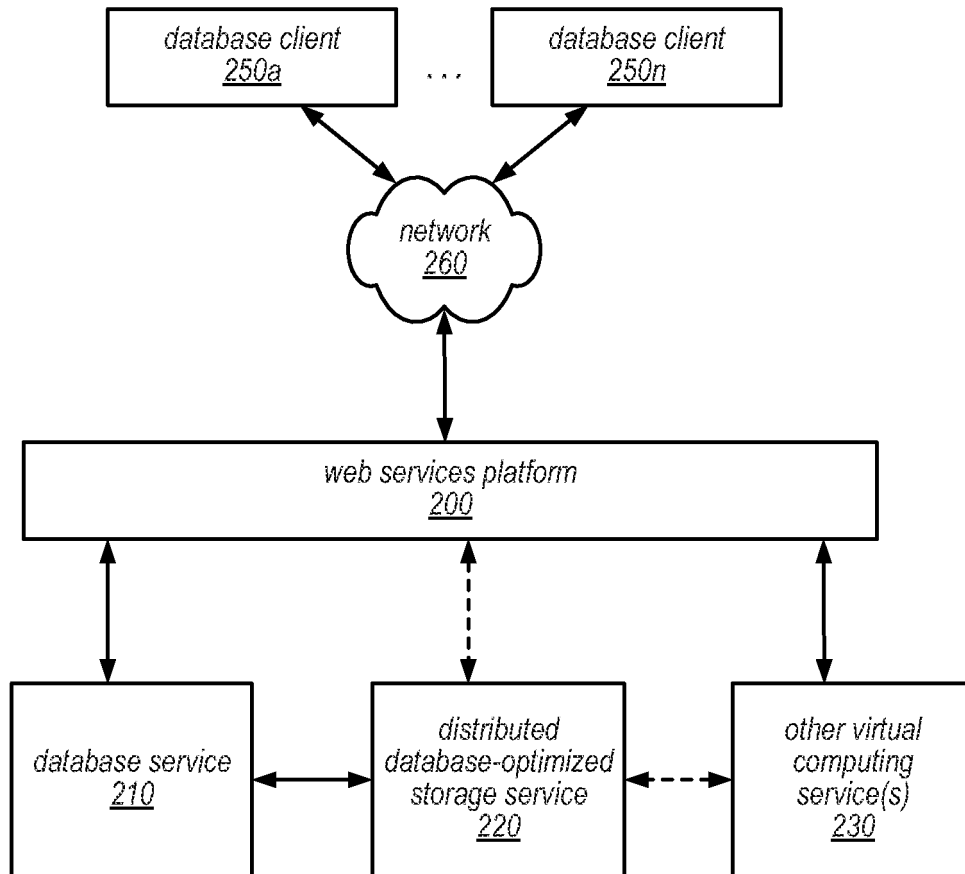 database client
250a
...
database client
250n
network
260
web services platform
200
database service
210
distributed
database-optimized
storage service
220
other virtual
computing
service(s)
230